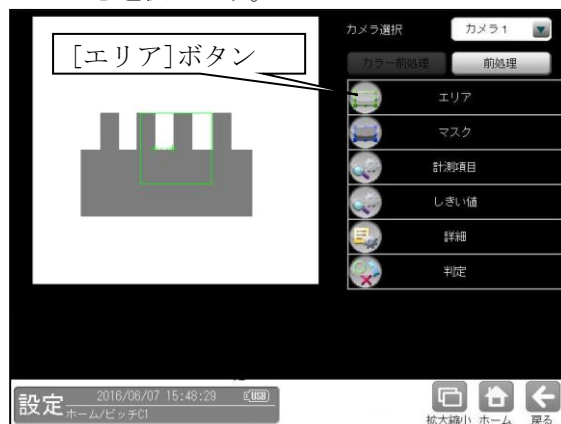 カメラ選択
カメラ1
[エリア]ボタン
カラー前処理
前処理
エリア
マスク
計測項目
しきい値
詳細
判定
設定
2016/06/07 15:48:29
USB
ホーム/ピッチC1
拡大縮小
ホーム
戻る